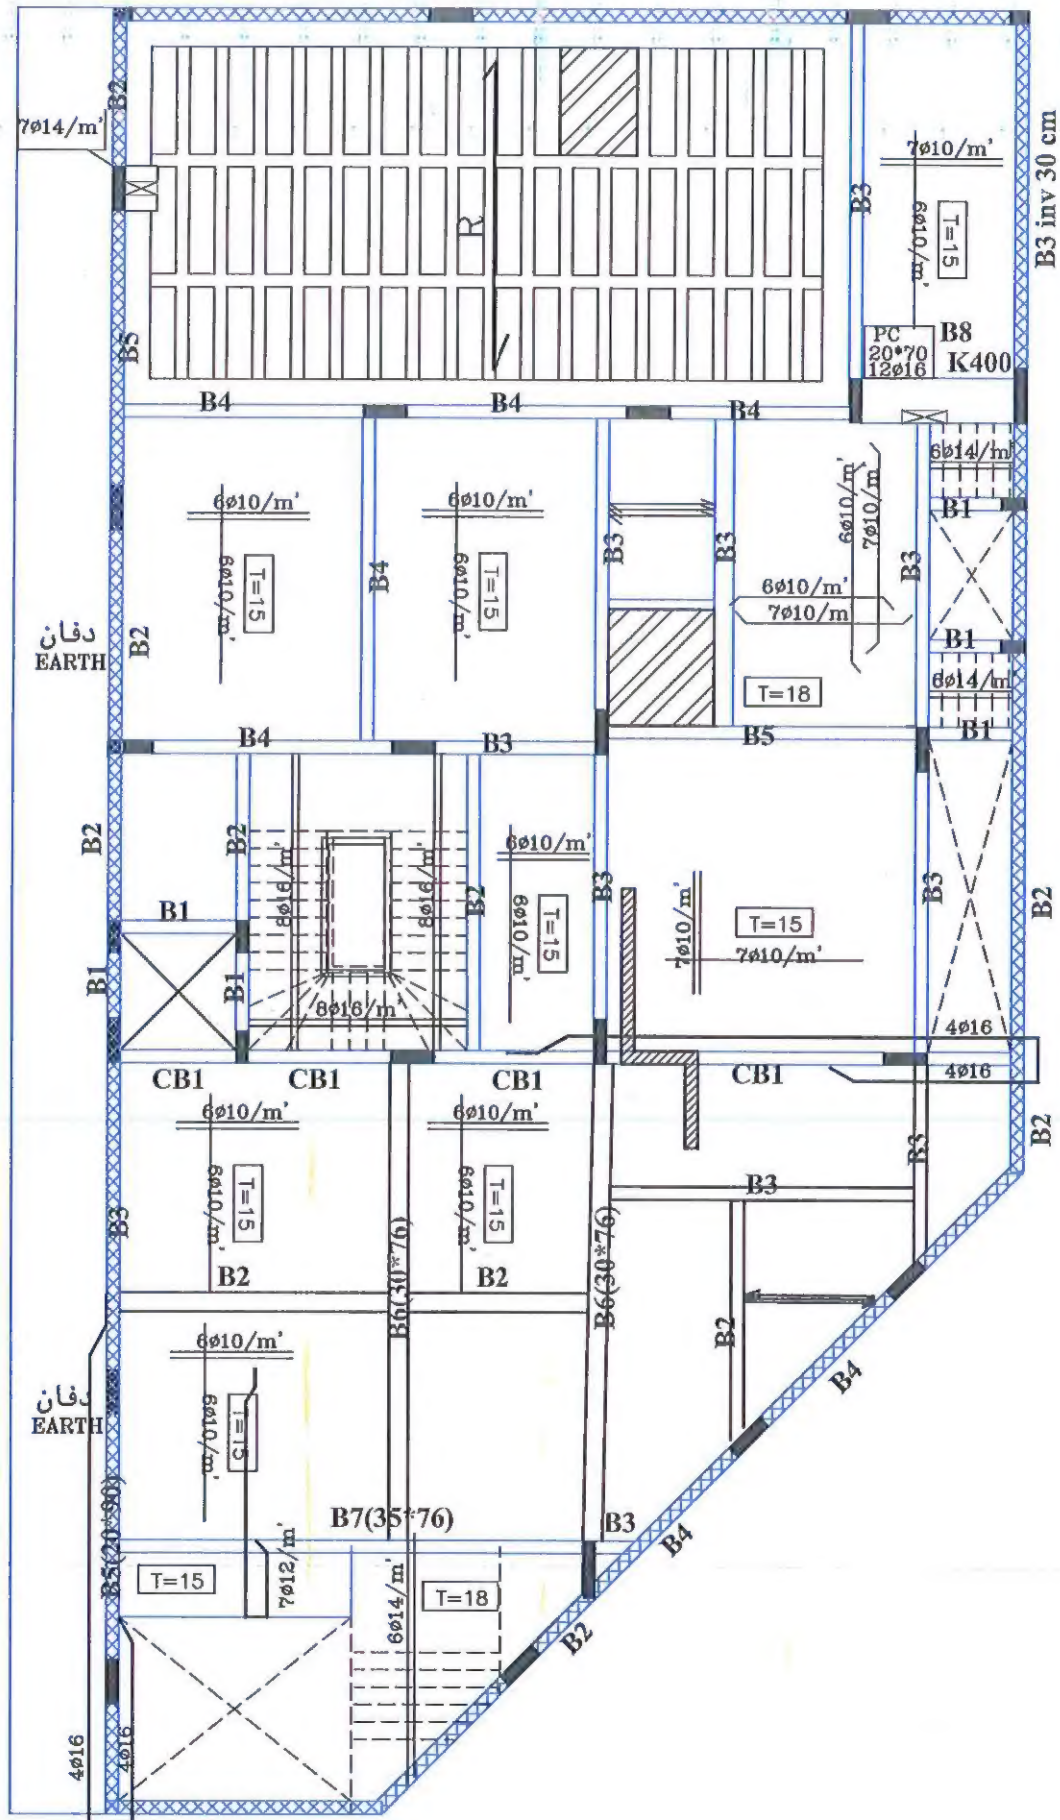 B2
7ø14/m'
7ø10/m'
B3
6ø10/m'
T=15
B3 inv 30 cm
R
B5
PC
20*70
12ø16
B8
K400
B4
B4
B4
6ø14/m'
6ø10/m'
6ø10/m'
6ø10/m'
7ø10/m
B1
6ø10/m'
T=15
B4
6ø10/m'
T=15
B3
B3
B3
6ø10/m'
7ø10/m
دفان
EARTH
B2
B1
6ø14/m'
T=18
B4
B3
B5
B1
B2
B2
6ø10/m'
8ø16/m'
8ø16/m'
B2
6ø10/m'
T=15
B3
7ø10/m'
T=15
7ø10/m'
B3
B2
B1
B1
B1
8ø16/m'
4ø16
4ø16
CB1
CB1
CB1
CB1
6ø10/m'
6ø10/m'
B2
B3
6ø10/m'
T=15
6ø10/m'
T=15
B3
B3
B2
B2
B6(30*76)
B6(30*76)
B2
6ø10/m'
B4
دفان
EARTH
6ø10/m'
T=15
B5(20*90)
B7(35*76)
B3
B4
T=15
7ø12/m'
6ø14/m'
T=18
B2
4ø16
4ø16